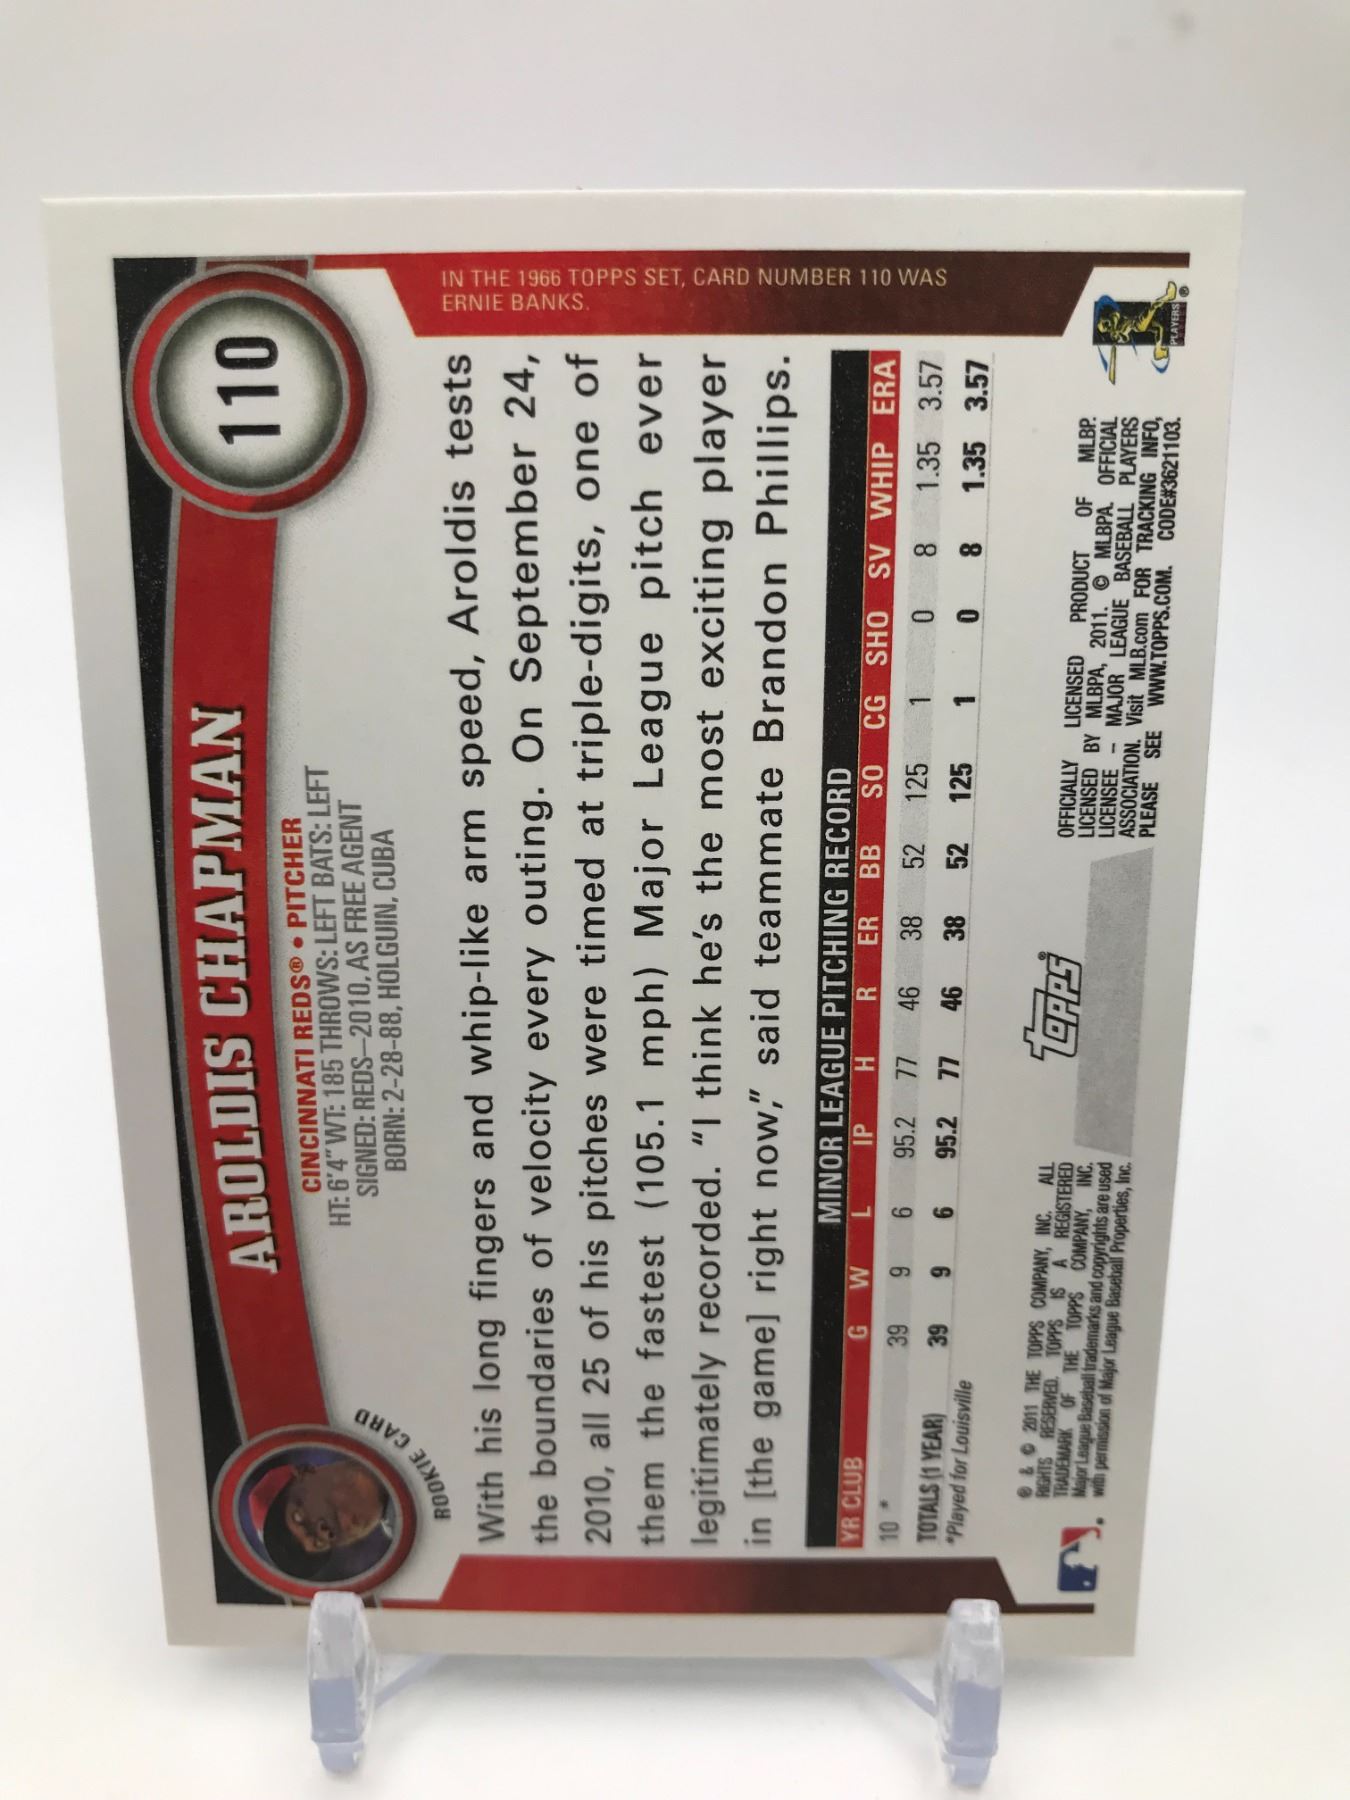 110
AROLDIS CHAPMAN
ROOKIE CARD
CINCINNATI REDS® • PITCHER
HT: 6'4" WT: 185 THROWS: LEFT BATS: LEFT
SIGNED: REDS–2010, AS FREE AGENT
BORN: 2-28-88, HOLGUIN, CUBA
IN THE 1966 TOPPS SET, CARD NUMBER 110 WAS
ERNIE BANKS.
With his long fingers and whip-like arm speed, Aroldis tests
the boundaries of velocity every outing. On September 24,
2010, all 25 of his pitches were timed at triple-digits, one of
them the fastest (105.1 mph) Major League pitch ever
legitimately recorded. "I think he's the most exciting player
in [the game] right now," said teammate Brandon Phillips.
MINOR LEAGUE PITCHING RECORD
YR CLUB G W L IP H R ER BB SO CG SHO SV WHIP ERA
10 * 39 9 6 95.2 77 46 38 52 125 1 0 8 1.35 3.57
TOTALS (1 YEAR) 39 9 6 95.2 77 46 38 52 125 1 0 8 1.35 3.57
*Played for Louisville
® & © 2011 THE TOPPS COMPANY, INC. ALL
RIGHTS RESERVED. TOPPS IS A REGISTERED
TRADEMARK OF THE TOPPS COMPANY, INC.
Major League Baseball trademarks and copyrights are used
with permission of Major League Baseball Properties, Inc.
TOPPS®
OFFICIALLY LICENSED PRODUCT OF MLBP.
LICENSED BY MLBPA, 2011. © MLBPA. OFFICIAL
LICENSEE – MAJOR LEAGUE BASEBALL PLAYERS
ASSOCIATION. Visit MLB.com FOR TRACKING INFO,
PLEASE SEE WWW.TOPPS.COM. CODE#3621103.
PLAYERS ®